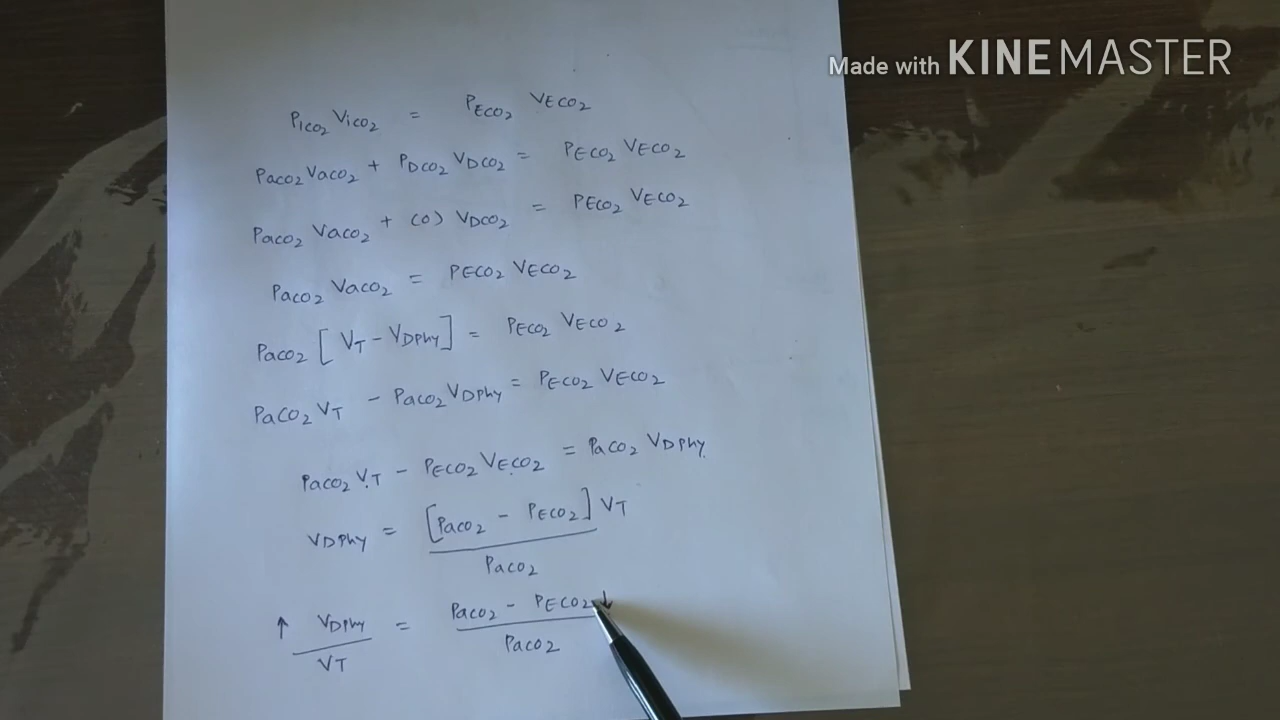 Made with KINEMASTER
PICO2 VICO2 = PECO2 VECO2
PaCO2 VaCO2 + PDCO2 VDCO2 = PECO2 VECO2
PaCO2 VaCO2 + (0) VDCO2 = PECO2 VECO2
PaCO2 VaCO2 = PECO2 VECO2
PaCO2 [VT - VDPhy] = PECO2 VECO2
PaCO2 VT - PaCO2 VDPhy = PECO2 VECO2
PaCO2 VT - PECO2 VECO2 = PaCO2 VDPhy
VDPhy = [PaCO2 - PECO2] VT
PaCO2
↑ VDPhy = PaCO2 - PECO2 ↓
VT PaCO2